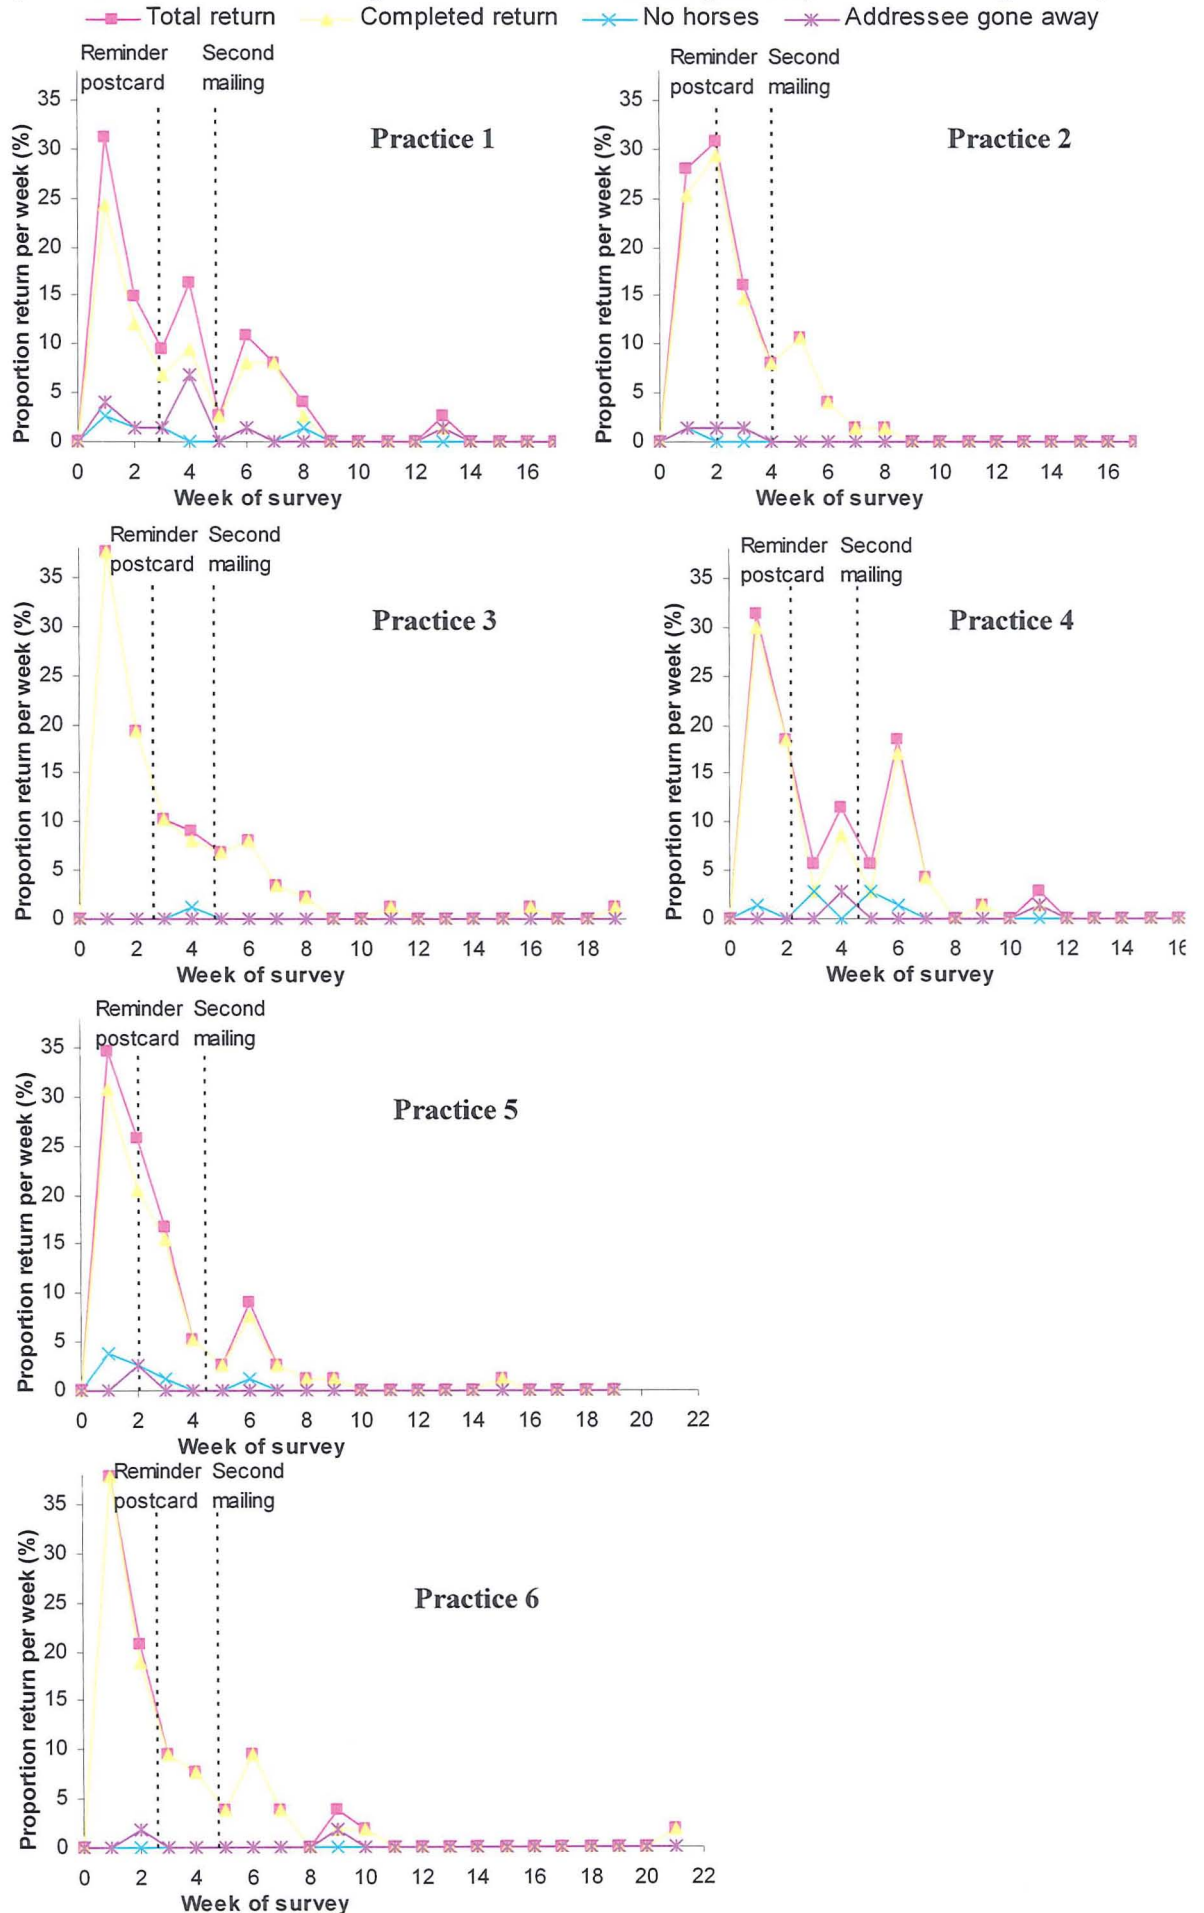 Total return Completed return No horses Addressee gone away
Reminder Second
postcard mailing
Practice 1
Proportion return per week (%)
35
30
25
20
15
10
5
0
0 2 4 6 8 10 12 14 16
Week of survey
Reminder Second
postcard mailing
Practice 2
Proportion return per week (%)
35
30
25
20
15
10
5
0
0 2 4 6 8 10 12 14 16
Week of survey
Reminder Second
postcard mailing
Practice 3
Proportion return per week (%)
35
30
25
20
15
10
5
0
0 2 4 6 8 10 12 14 16 18
Week of survey
Reminder Second
postcard mailing
Practice 4
Proportion return per week (%)
35
30
25
20
15
10
5
0
0 2 4 6 8 10 12 14 16
Week of survey
Reminder Second
postcard mailing
Practice 5
Proportion return per week (%)
35
30
25
20
15
10
5
0
0 2 4 6 8 10 12 14 16 18 20 22
Week of survey
Reminder Second
postcard mailing
Practice 6
Proportion return per week (%)
35
30
25
20
15
10
5
0
0 2 4 6 8 10 12 14 16 18 20 22
Week of survey